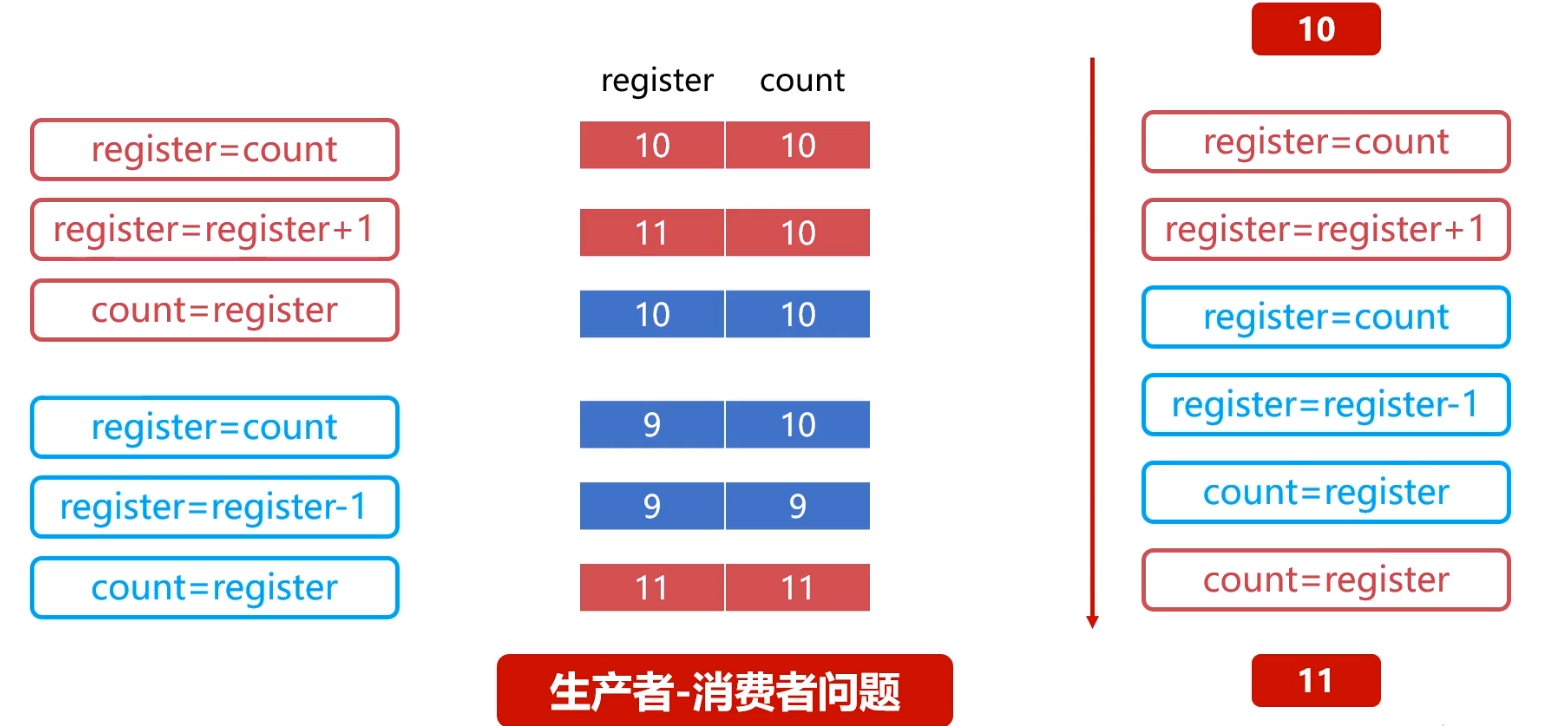 10
register count
register=count
register=register+1
count=register
register=count
register=register-1
count=register
10 10
11 10
10 10
9 10
9 9
11 11
register=count
register=register+1
register=count
register=register-1
count=register
count=register
生产者-消费者问题
11